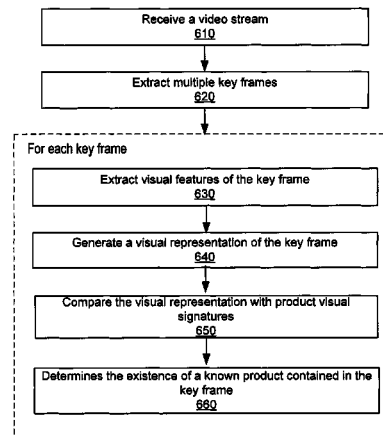 Receive a video stream
610
Extract multiple key frames
620
For each key frame
Extract visual features of the key frame
630
Generate a visual representation of the key frame
640
Compare the visual representation with product visual
signatures
650
Determines the existence of a known product contained in the
key frame
660